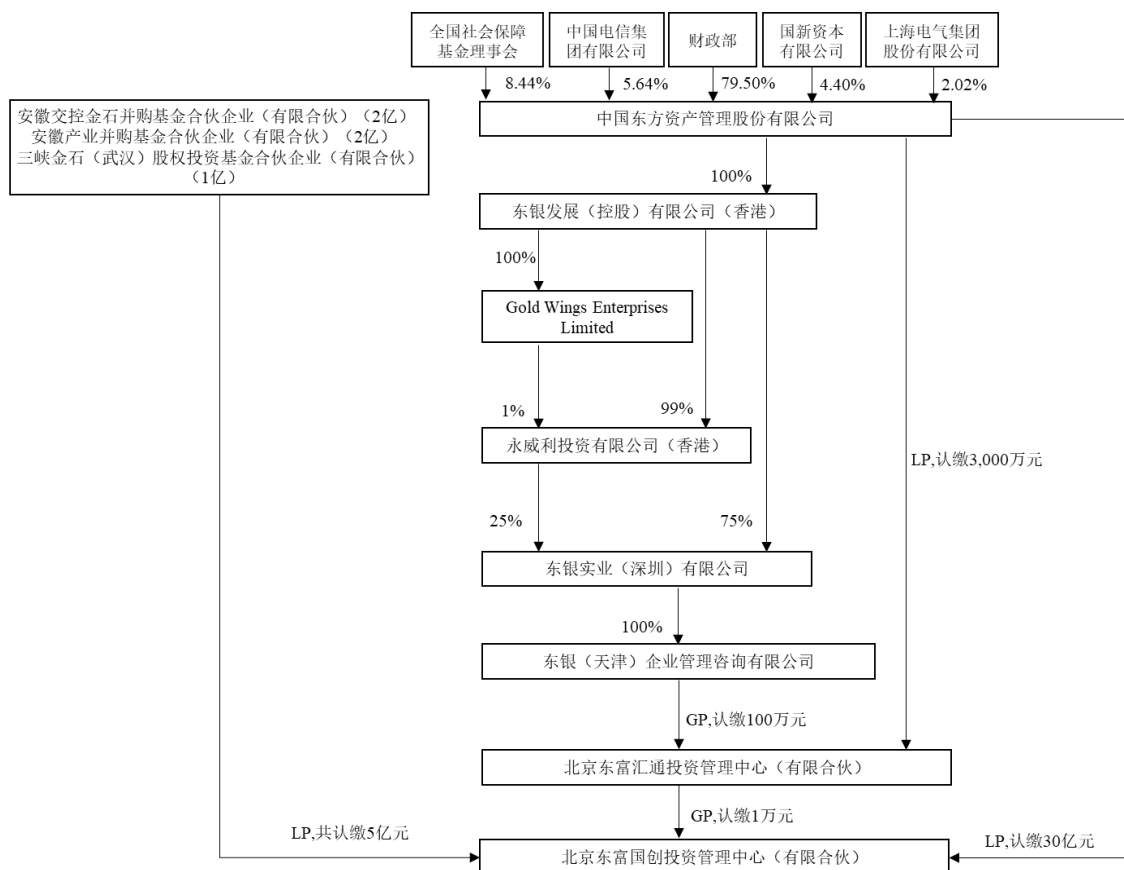 全国社会保障
基金理事会
中国电信集
团有限公司
财政部
国新资本
有限公司
上海电气集团
股份有限公司
8.44%
5.64%
79.50%
4.40%
2.02%
安徽交控金石并购基金合伙企业（有限合伙）（2亿）
安徽产业并购基金合伙企业（有限合伙）（2亿）
三峡金石（武汉）股权投资基金合伙企业（有限合伙）
（1亿）
中国东方资产管理股份有限公司
100%
东银发展（控股）有限公司（香港）
100%
Gold Wings Enterprises
Limited
1%
99%
永威利投资有限公司（香港）
LP,认缴3,000万元
25%
75%
东银实业（深圳）有限公司
100%
东银（天津）企业管理咨询有限公司
GP,认缴100万元
北京东富汇通投资管理中心（有限合伙）
GP,认缴1万元
LP,共认缴5亿元
LP,认缴30亿元
北京东富国创投资管理中心（有限合伙）